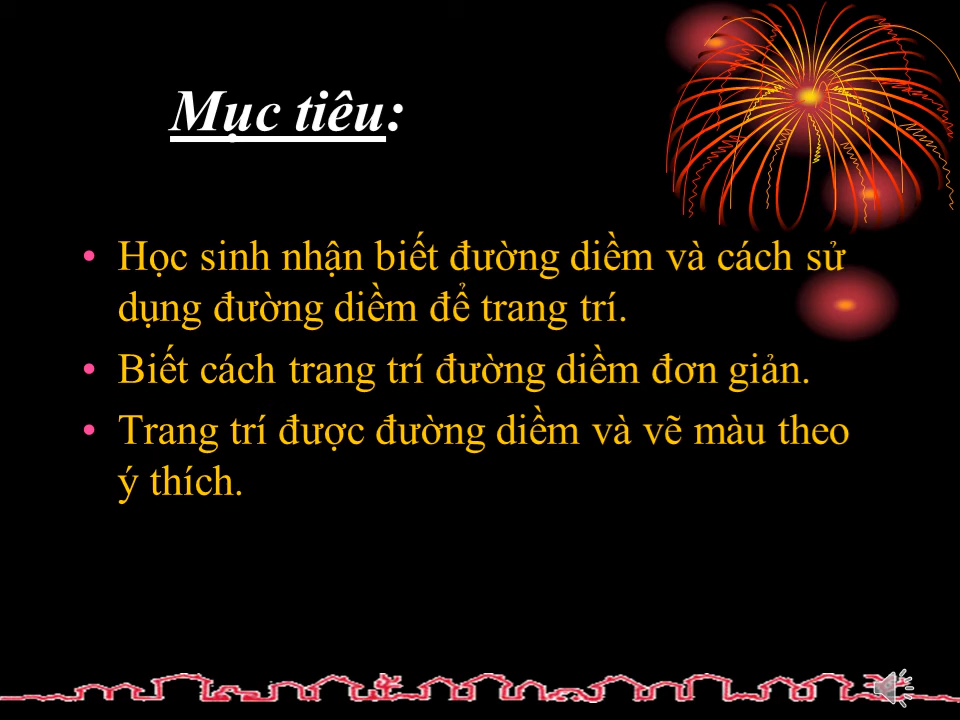 Mục tiêu:
• Học sinh nhận biết đường diềm và cách sử
dụng đường diềm để trang trí.
• Biết cách trang trí đường diềm đơn giản.
• Trang trí được đường diềm và vẽ màu theo
ý thích.